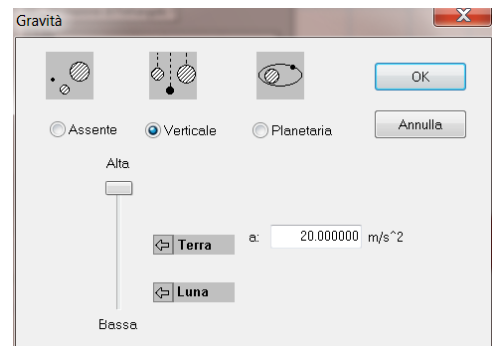 Gravità
OK
Assente Verticale Planetaria Annulla
Alta
Terra a: 20.000000 m/s^2
Luna
Bassa